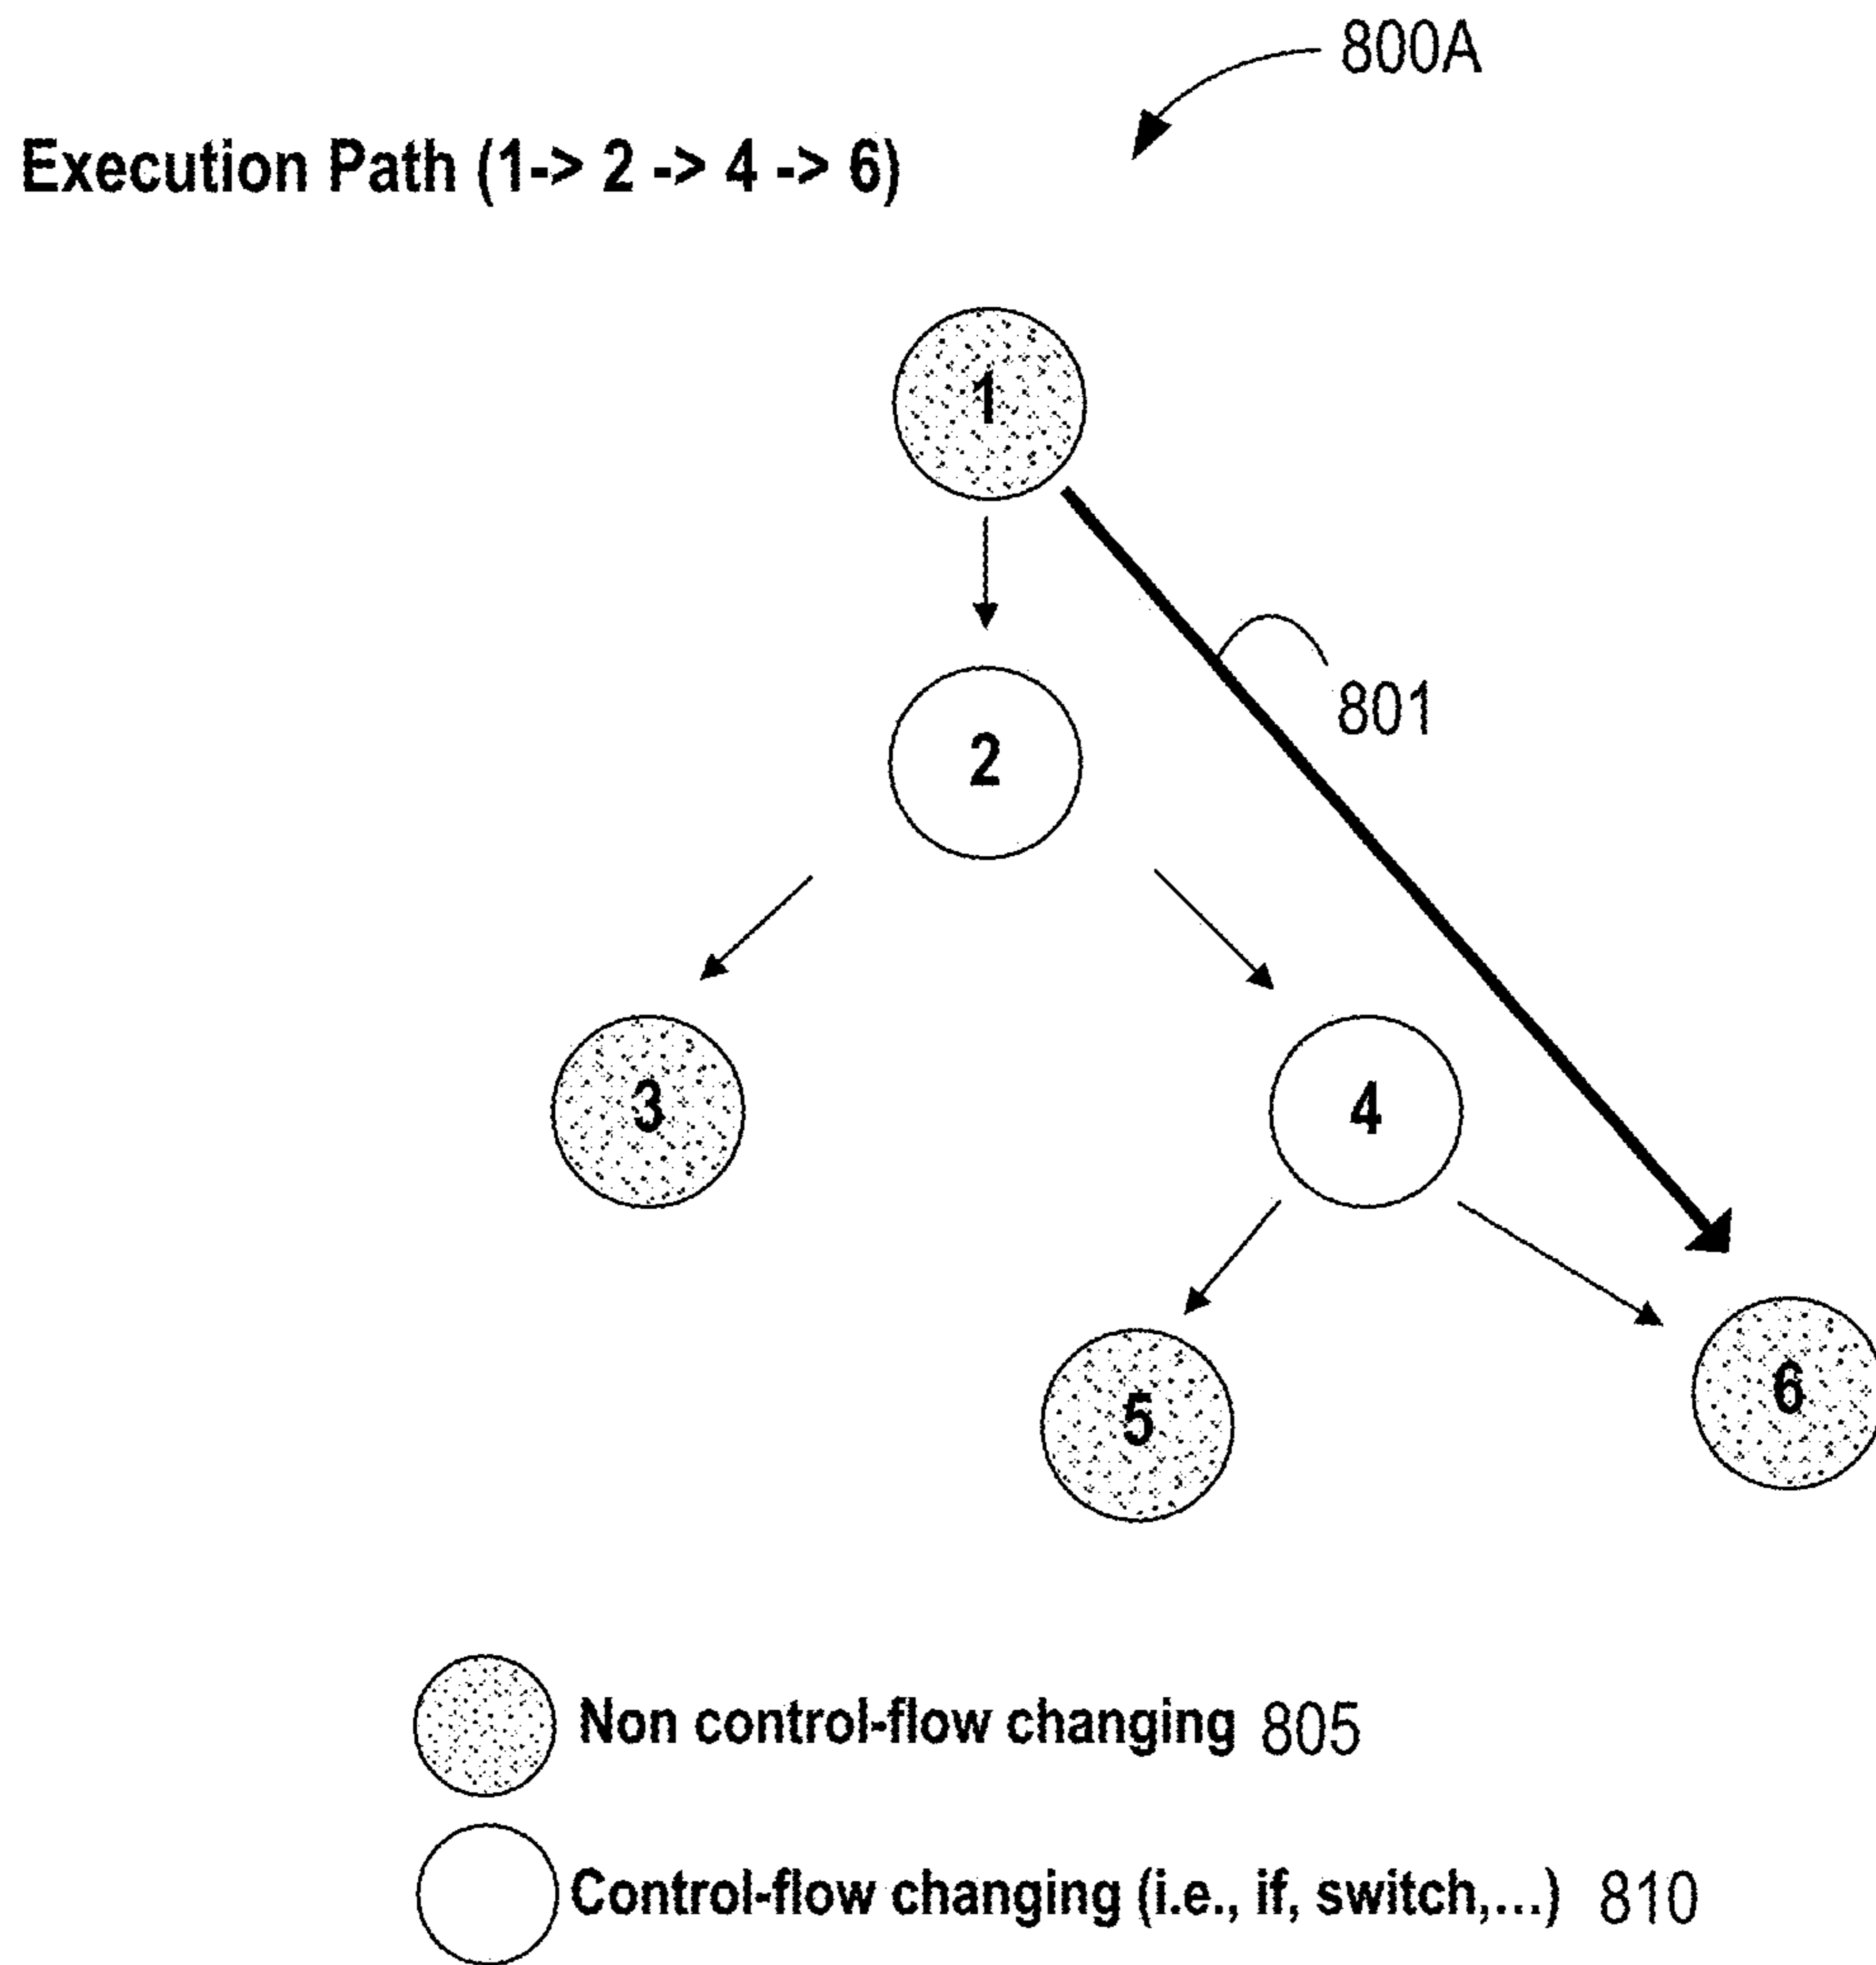 800A
Execution Path (1-> 2 -> 4 -> 6)
1
801
2
3
4
5
6
Non control-flow changing 805
Control-flow changing (i.e., if, switch,...) 810